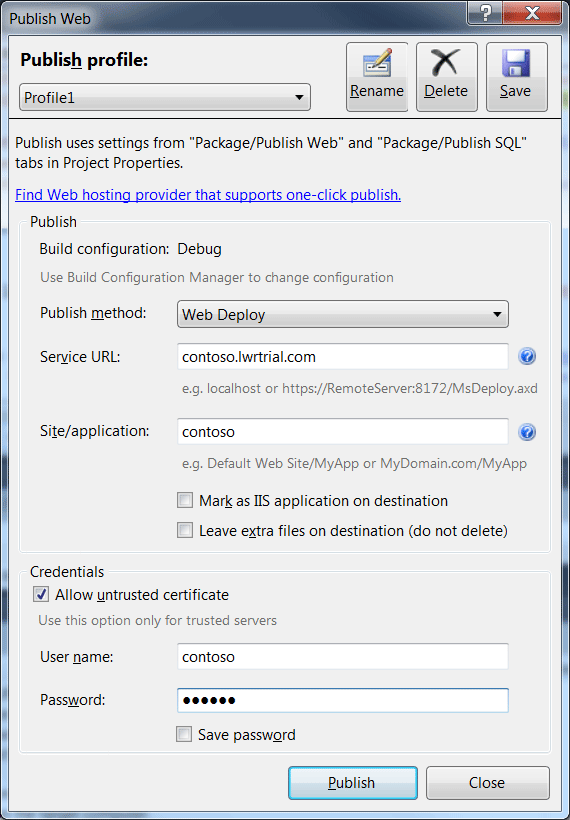 Publish Web
?
X
Publish profile:
Profile1
Rename
Delete
Save
Publish uses settings from "Package/Publish Web" and "Package/Publish SQL"
tabs in Project Properties.
Find Web hosting provider that supports one-click publish.
Publish
Build configuration: Debug
Use Build Configuration Manager to change configuration
Publish method: Web Deploy
Service URL: contoso.lwrtrial.com ?
e.g. localhost or https://RemoteServer:8172/MsDeploy.axd
Site/application: contoso ?
e.g. Default Web Site/MyApp or MyDomain.com/MyApp
Mark as IIS application on destination
Leave extra files on destination (do not delete)
Credentials
Allow untrusted certificate
Use this option only for trusted servers
User name: contoso
Password: ●●●●●●
Save password
Publish Close